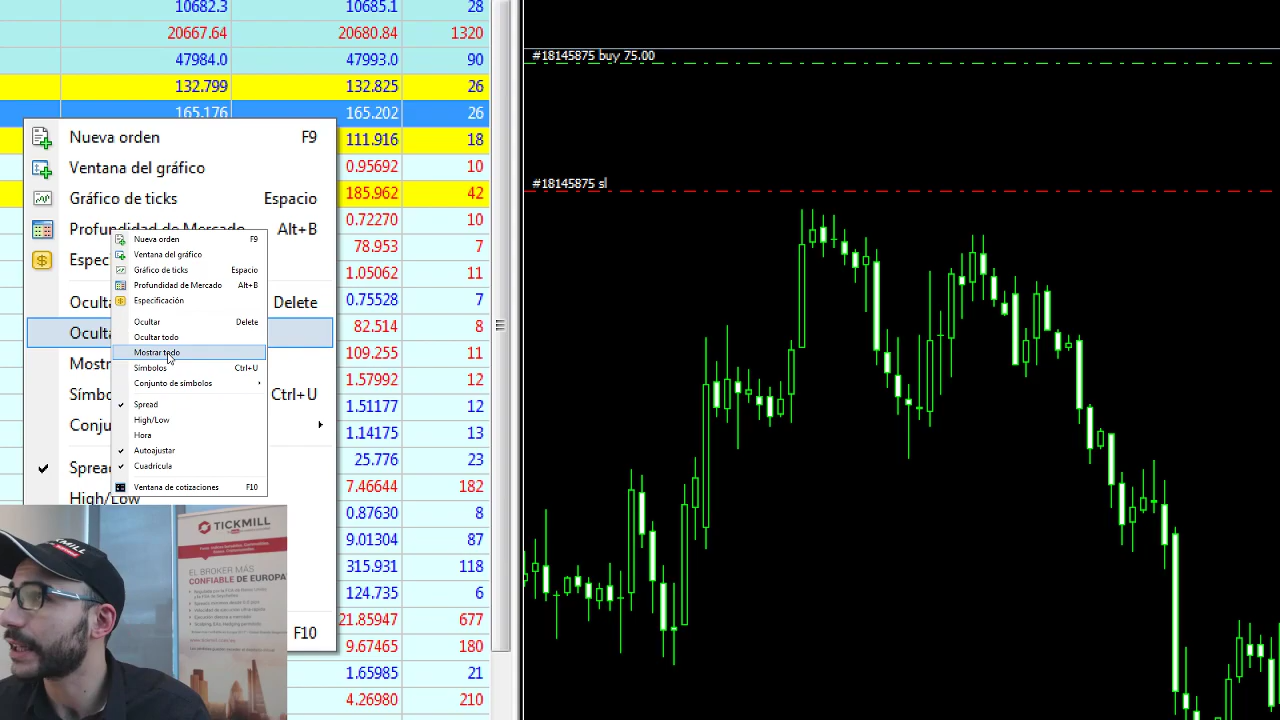 10682.3 10685.1 28
20667.64 20680.84 1320
47984.0 47993.0 90
132.799 132.825 26
165.176 165.202 26
111.916 18
0.95692 10
185.962 42
0.72270 10
78.953 7
1.05062 11
0.75528 7
82.514 8
109.255 11
1.57992 12
1.51177 12
1.14175 13
25.776 23
7.46644 182
0.87630 8
9.01304 87
315.931 118
124.735 6
21.85947 677
9.67465 180
1.65985 21
4.26980 210
Nueva orden F9
Ventana del gráfico
Gráfico de ticks Espacio
Profundidad de Mercado Alt+B
Espec
Oculta Delete
Oculta
Mostr
Símbo Ctrl+U
Conju
Sprea
High/Low
F10
Nueva orden F9
Ventana del gráfico
Gráfico de ticks Espacio
Profundidad de Mercado Alt+B
Especificación
Ocultar Delete
Ocultar todo
Mostrar todo
Símbolos Ctrl+U
Conjunto de símbolos
Spread
High/Low
Hora
Autoajustar
Cuadrícula
Ventana de cotizaciones F10
#18145875 buy 75.00
#18145875 sl
TICKMILL
TICKMILL
EL BROKER MÁS
CONFIABLE DE EUROPA